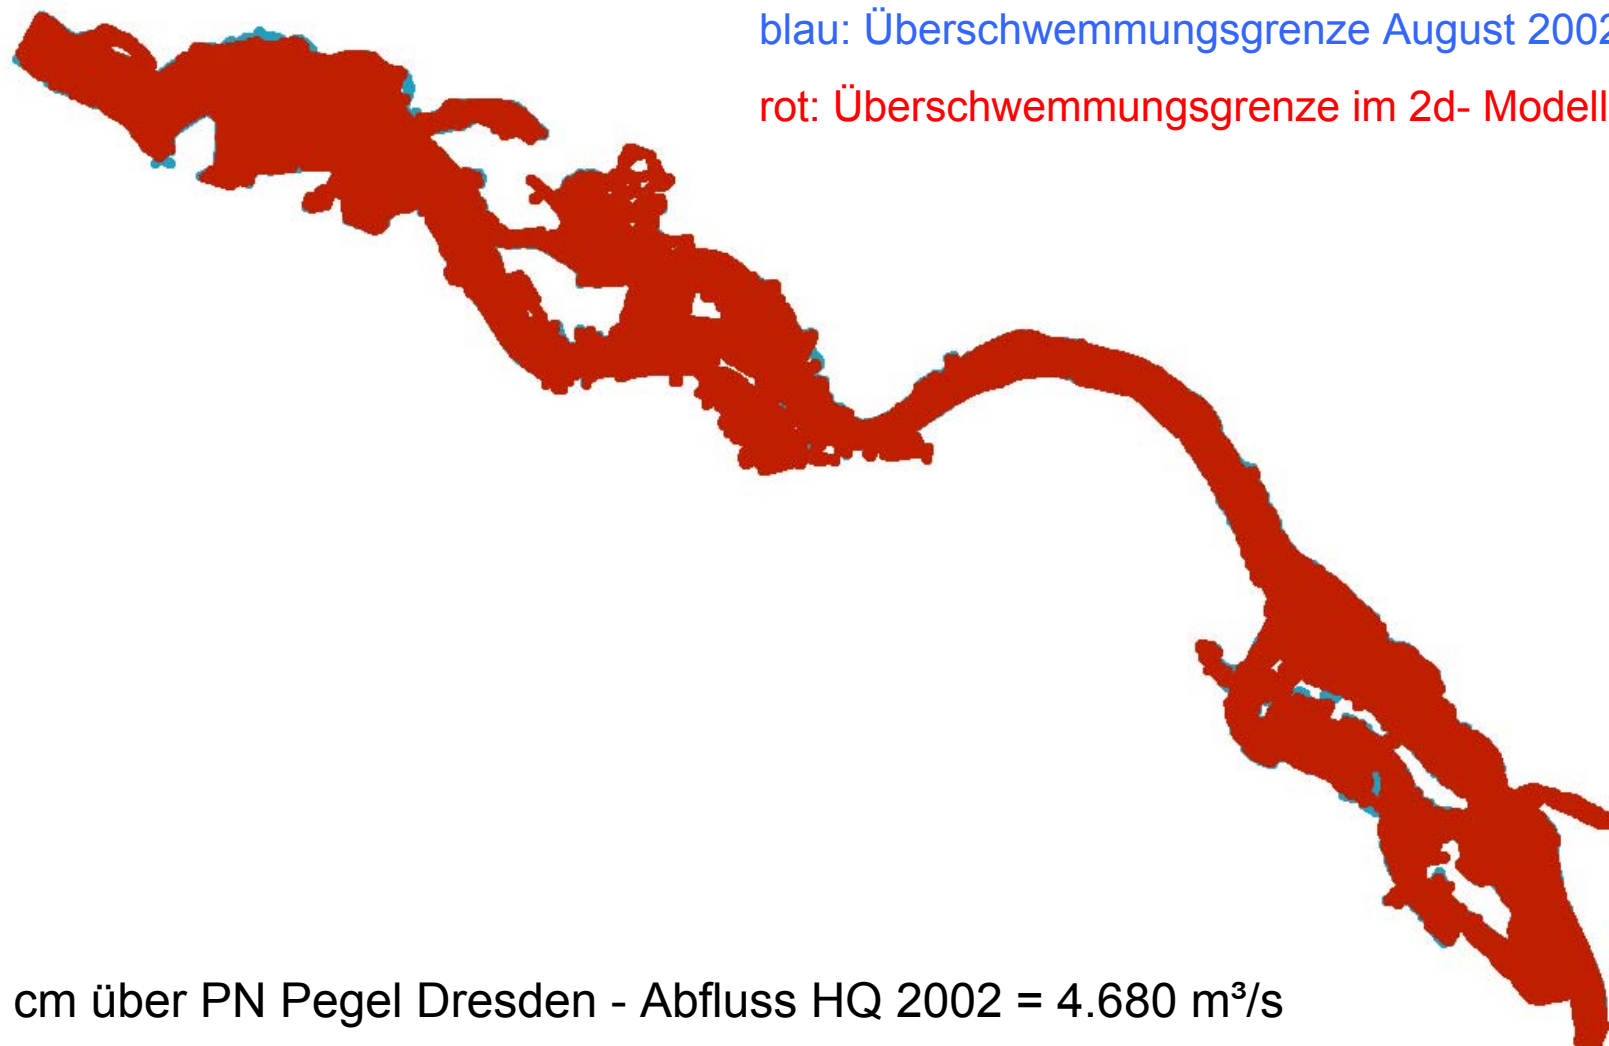 blau: Überschwemmungsgrenze August 2002
rot: Überschwemmungsgrenze im 2d- Modell
cm über PN Pegel Dresden - Abfluss HQ 2002 = 4.680 m³/s